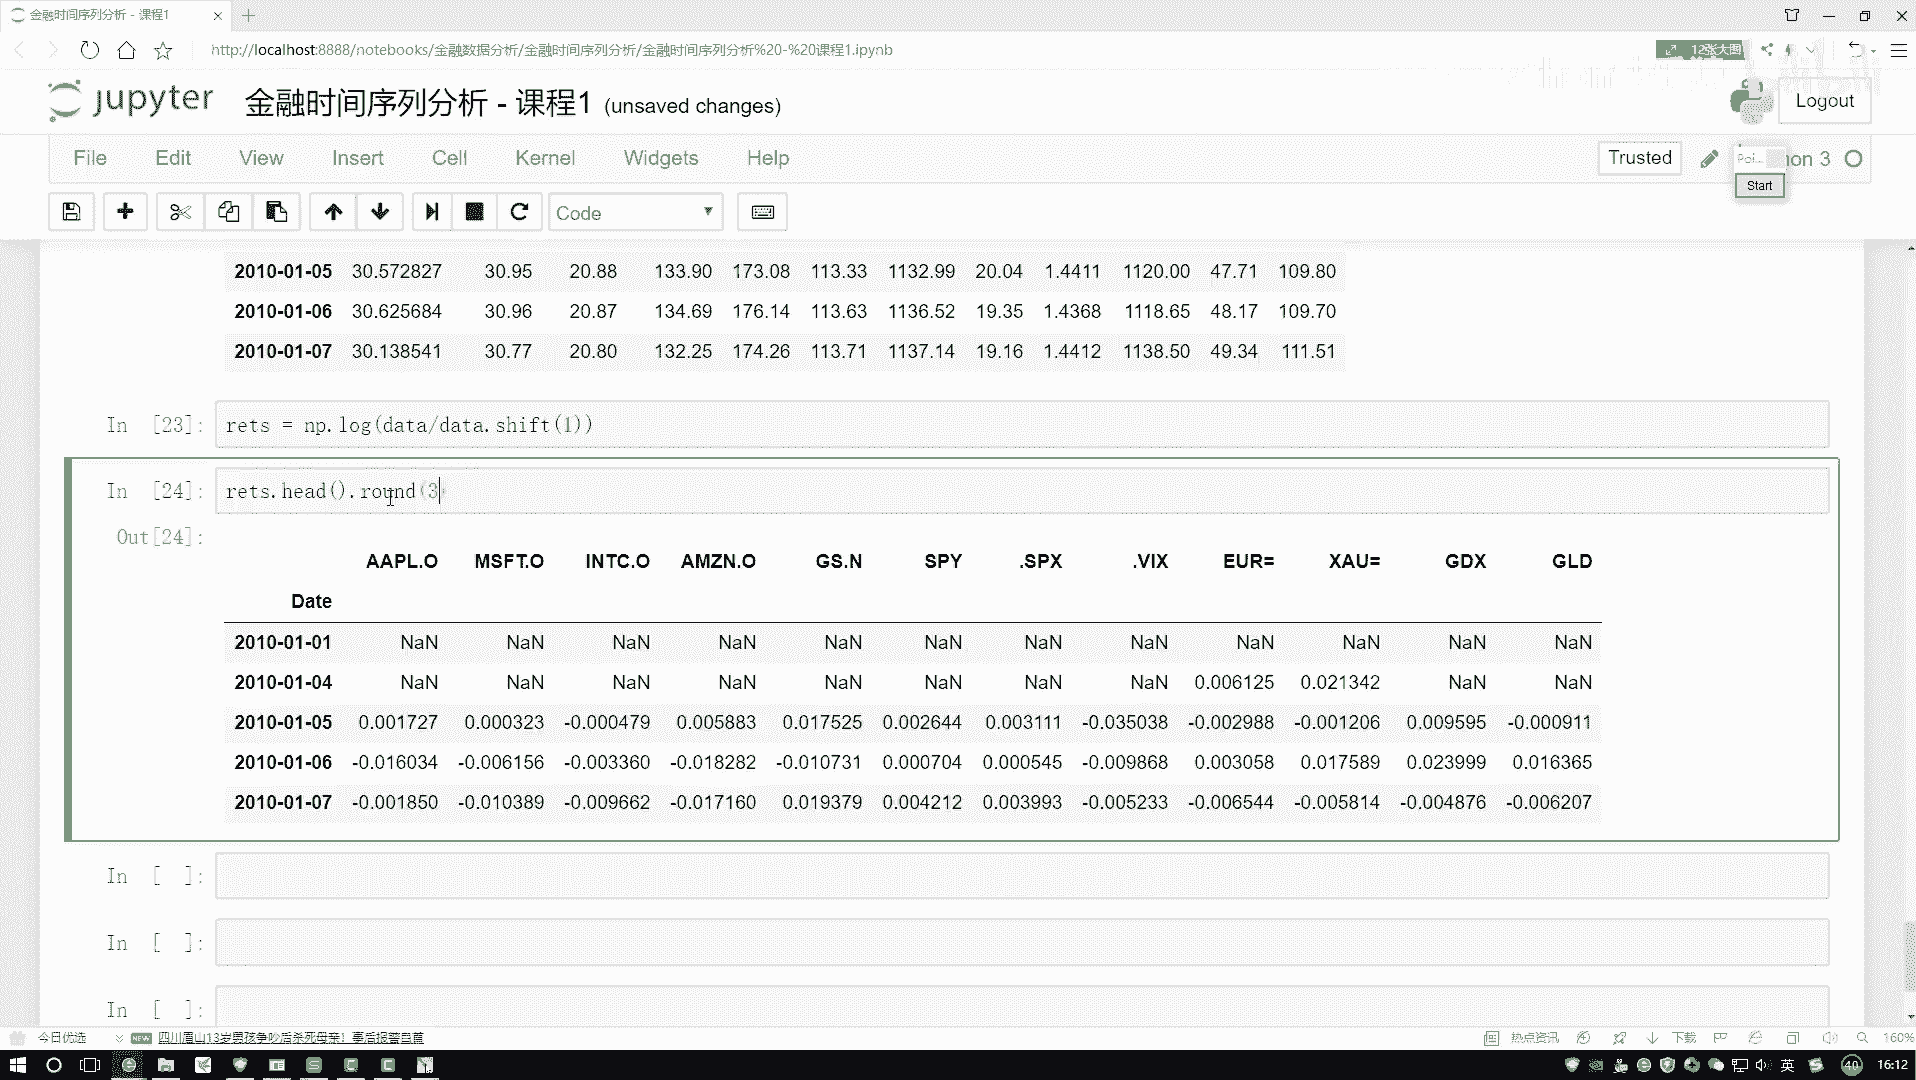 金融时间序列分析 - 课程1
http://localhost:8888/notebooks/金融数据分析/金融时间序列分析/金融时间序列分析%20-%20课程1.ipynb
12张大图
jupyter 金融时间序列分析 - 课程1 (unsaved changes)
Logout
File Edit View Insert Cell Kernel Widgets Help
Trusted
Poi... hon 3
Start
Code
2010-01-05 30.572827 30.95 20.88 133.90 173.08 113.33 1132.99 20.04 1.4411 1120.00 47.71 109.80
2010-01-06 30.625684 30.96 20.87 134.69 176.14 113.63 1136.52 19.35 1.4368 1118.65 48.17 109.70
2010-01-07 30.138541 30.77 20.80 132.25 174.26 113.71 1137.14 19.16 1.4412 1138.50 49.34 111.51
In [23]: rets = np.log(data/data.shift(1))
In [24]: rets.head().round(3
Out[24]:
AAPL.O MSFT.O INTC.O AMZN.O GS.N SPY .SPX .VIX EUR= XAU= GDX GLD
Date
2010-01-01 NaN NaN NaN NaN NaN NaN NaN NaN NaN NaN NaN NaN
2010-01-04 NaN NaN NaN NaN NaN NaN NaN NaN 0.006125 0.021342 NaN NaN
2010-01-05 0.001727 0.000323 -0.000479 0.005883 0.017525 0.002644 0.003111 -0.035038 -0.002988 -0.001206 0.009595 -0.000911
2010-01-06 -0.016034 -0.006156 -0.003360 -0.018282 -0.010731 0.000704 0.000545 -0.009868 0.003058 0.017589 0.023999 0.016365
2010-01-07 -0.001850 -0.010389 -0.009662 -0.017160 0.019379 0.004212 0.003993 -0.005233 -0.006544 -0.005814 -0.004876 -0.006207
In [ ]:
In [ ]:
In [ ]:
今日优选 NEW 四川眉山13岁男孩争吵后杀死母亲！事后报警自首
热点资讯 下载 160%
英 40 16:12